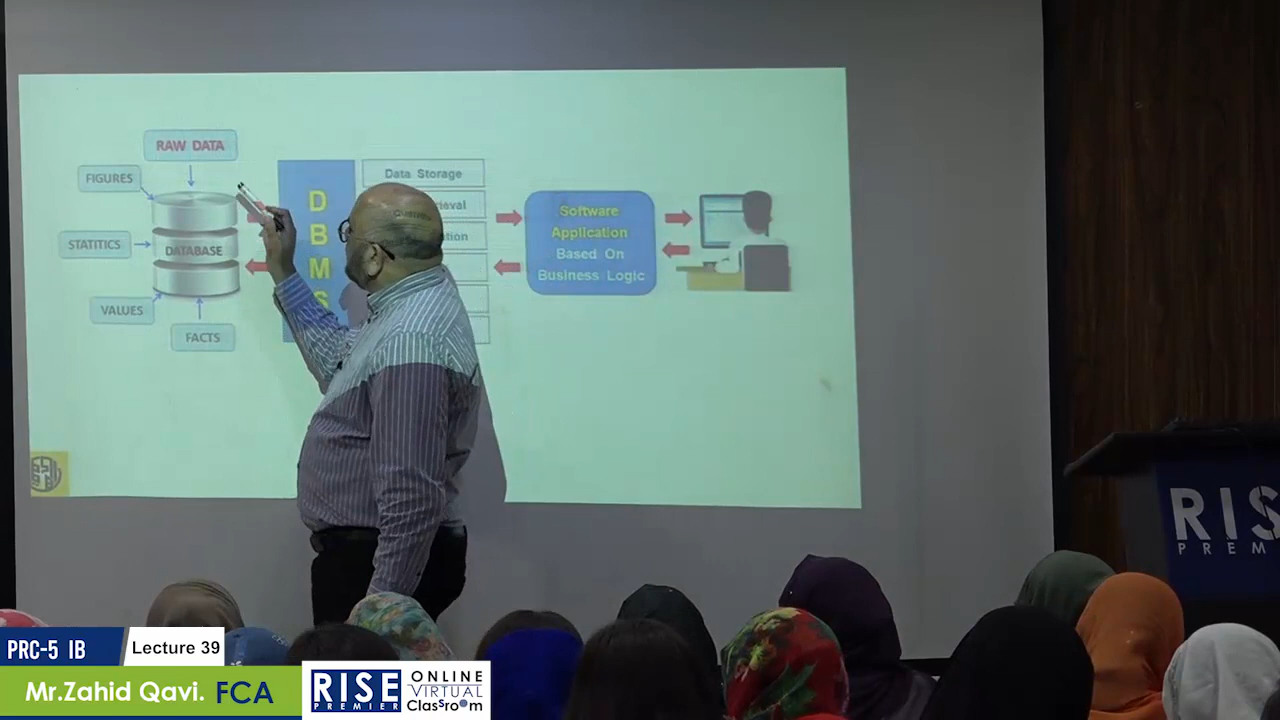 RAW DATA
FIGURES
STATITICS
DATABASE
VALUES
FACTS
D
B
M
S
Data Storage
Software
Application
Based On
Business Logic
RIS
PREM
PRC-5 IB
Lecture 39
Mr.Zahid Qavi. FCA
RISE
PREMIER
ONLINE
VIRTUAL
Classroom